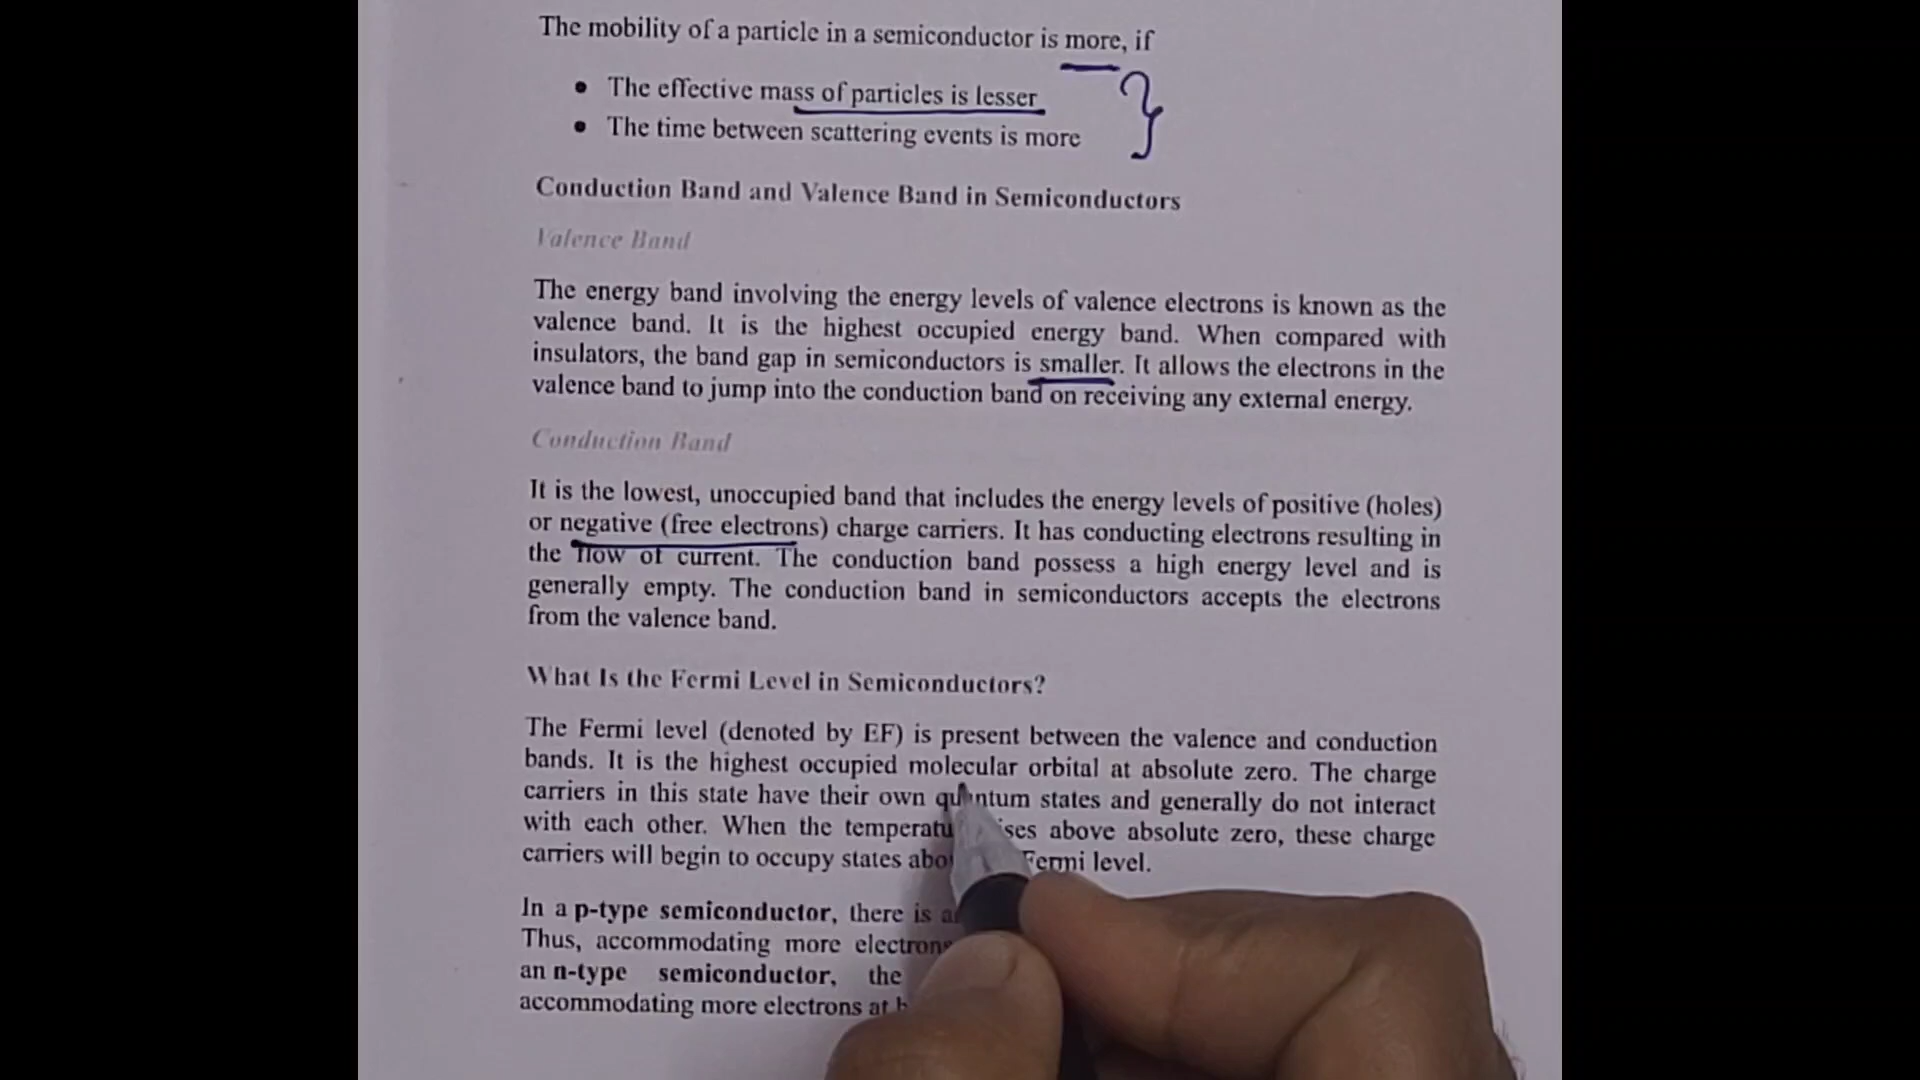 The mobility of a particle in a semiconductor is more, if
• The effective mass of particles is lesser
• The time between scattering events is more
Conduction Band and Valence Band in Semiconductors
Valence Band
The energy band involving the energy levels of valence electrons is known as the
valence band. It is the highest occupied energy band. When compared with
insulators, the band gap in semiconductors is smaller. It allows the electrons in the
valence band to jump into the conduction band on receiving any external energy.
Conduction Band
It is the lowest, unoccupied band that includes the energy levels of positive (holes)
or negative (free electrons) charge carriers. It has conducting electrons resulting in
the flow of current. The conduction band possess a high energy level and is
generally empty. The conduction band in semiconductors accepts the electrons
from the valence band.
What Is the Fermi Level in Semiconductors?
The Fermi level (denoted by EF) is present between the valence and conduction
bands. It is the highest occupied molecular orbital at absolute zero. The charge
carriers in this state have their own quantum states and generally do not interact
with each other. When the above absolute zero, these charge
carriers will begin to occupy states Fermi level.
In a p-type semiconductor, there is
Thus, accommodating more electrons
an n-type semiconductor, the
accommodating more electrons at